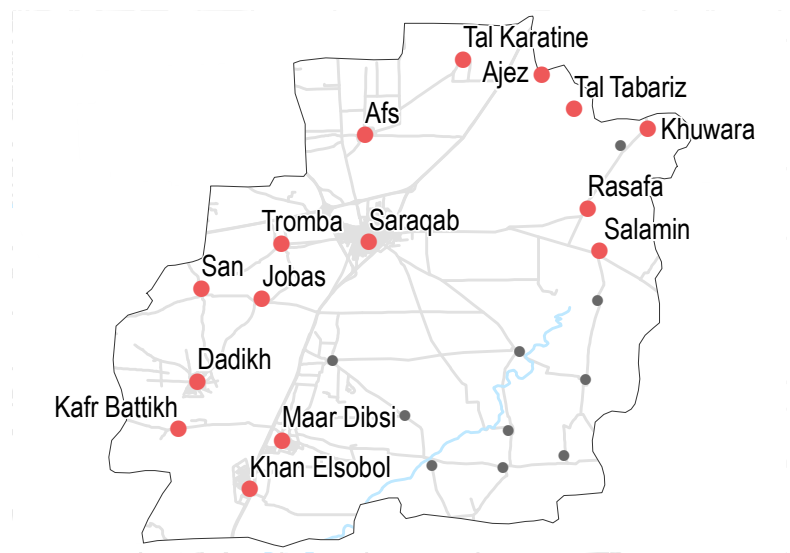 Tal Karatine
Ajez
Tal Tabariz
Afs
Khuwara
Rasafa
Tromba
Saraqab
Salamin
San
Jobas
Dadikh
Kafr Battikh
Maar Dibsi
Khan Elsobol